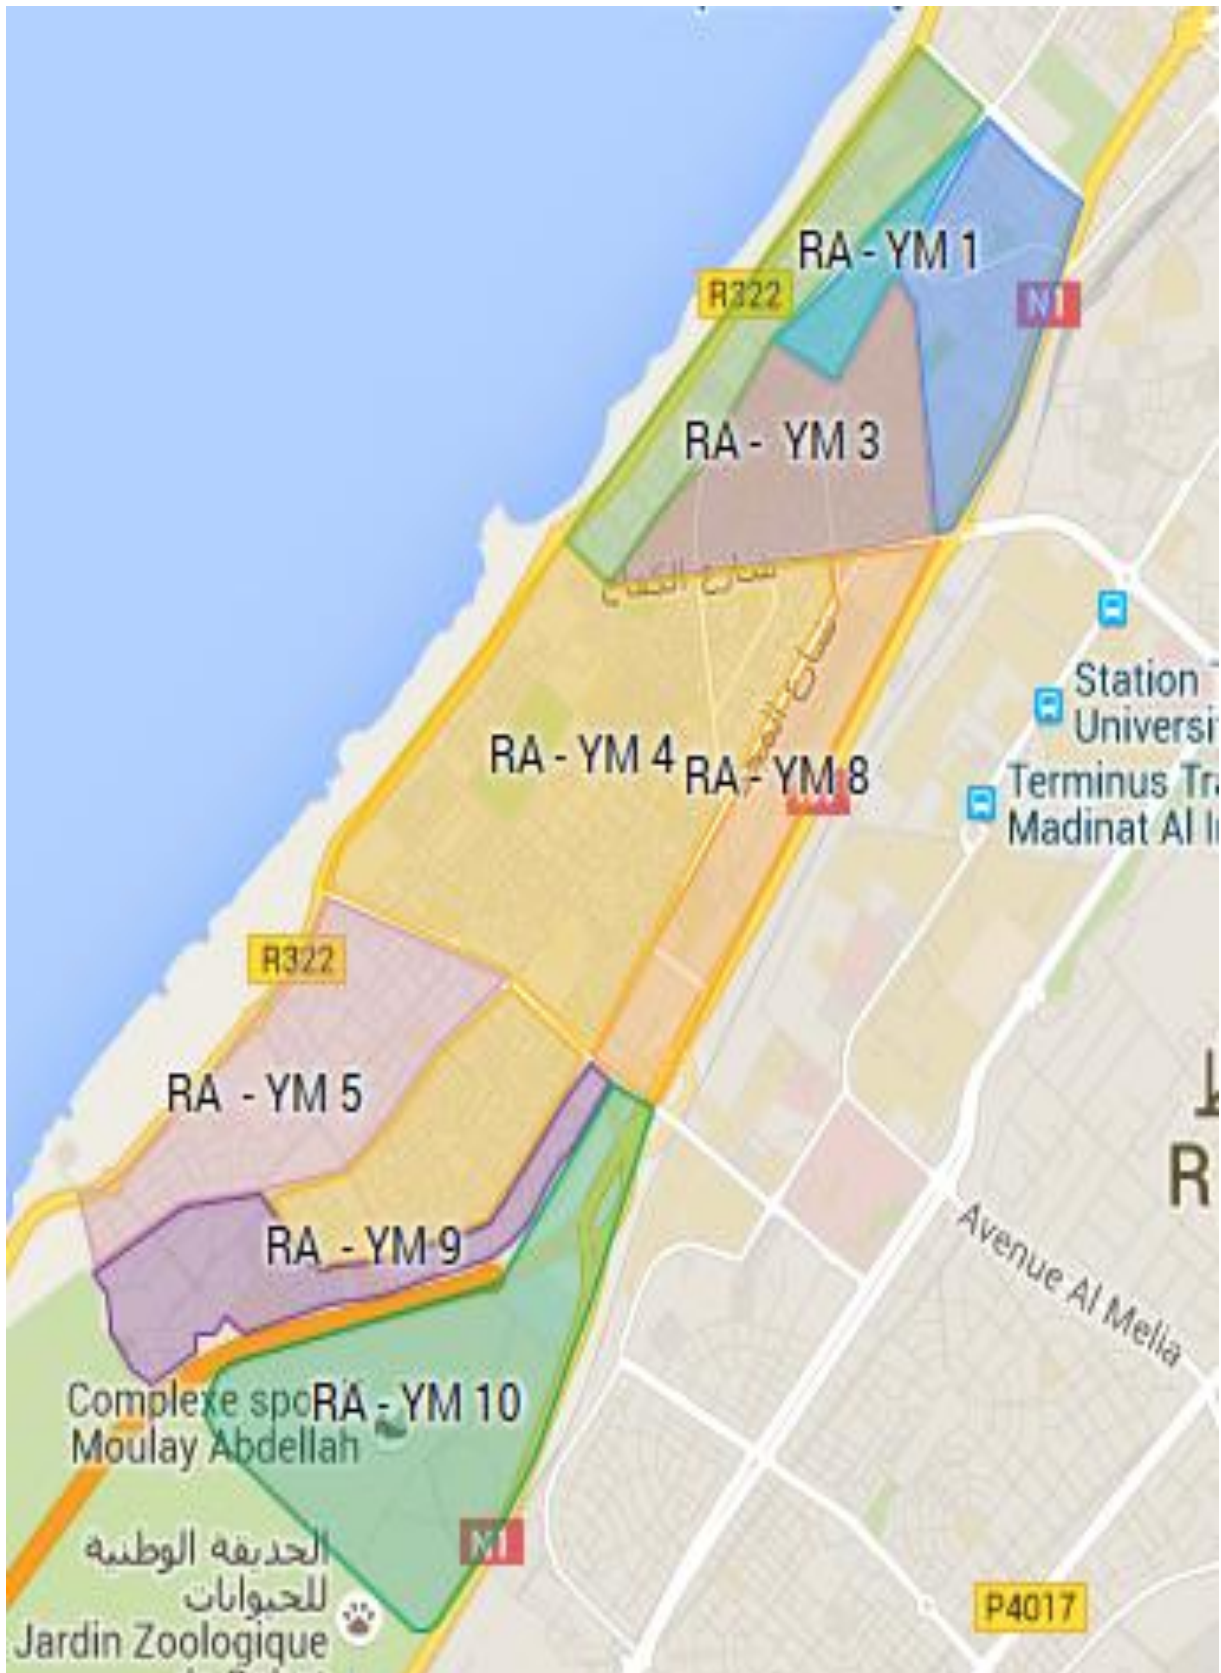 RA - YM 1
R322
N1
RA - YM 3
شارع الكفاح
RA - YM 4
RA - YM 8
Station T
Universi
Terminus Tra
Madinat Al I
R322
RA - YM 5
R
RA - YM 9
Avenue Al Melia
RA - YM 10
Complexe spo
Moulay Abdellah
N1
الحديقة الوطنية
للحيوانات
Jardin Zoologique
P4017